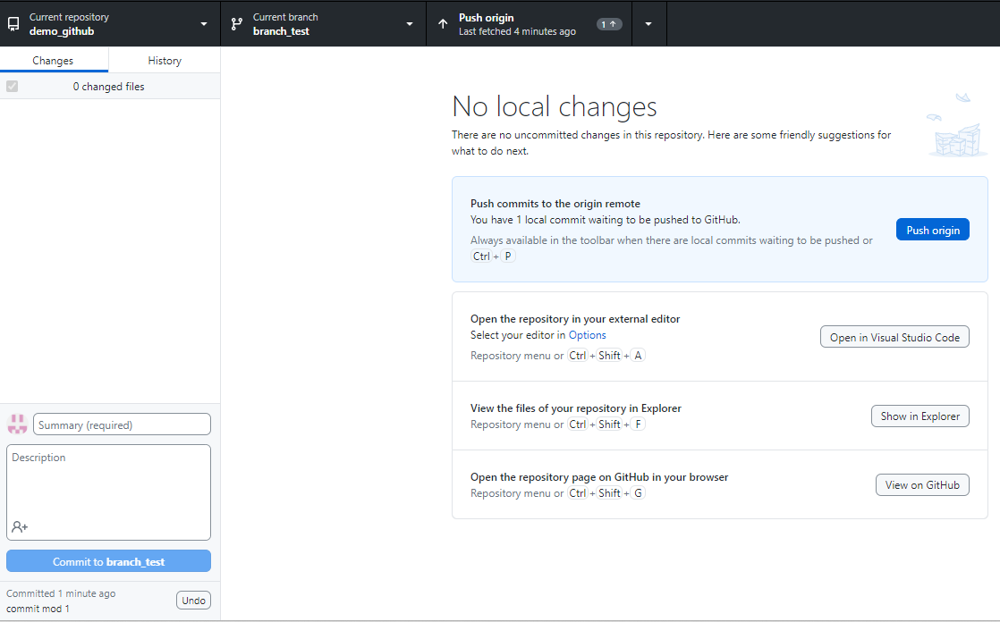 Current repository
demo_github
Current branch
branch_test
Push origin
Last fetched 4 minutes ago
1
Changes
History
0 changed files
No local changes
There are no uncommitted changes in this repository. Here are some friendly suggestions for
what to do next.
Push commits to the origin remote
You have 1 local commit waiting to be pushed to GitHub.
Always available in the toolbar when there are local commits waiting to be pushed or
Ctrl + P
Push origin
Open the repository in your external editor
Select your editor in Options
Repository menu or Ctrl + Shift + A
Open in Visual Studio Code
View the files of your repository in Explorer
Repository menu or Ctrl + Shift + F
Show in Explorer
Open the repository page on GitHub in your browser
Repository menu or Ctrl + Shift + G
View on GitHub
Summary (required)
Description
Commit to branch_test
Committed 1 minute ago
commit mod 1
Undo